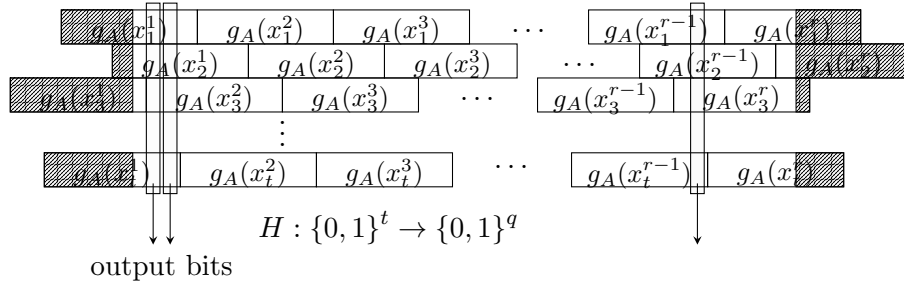 g_A(x_1^1) g_A(x_1^2) g_A(x_1^3) ⋯ g_A(x_1^{r-1}) g_A(x_1^r)
g_A(x_2^1) g_A(x_2^2) g_A(x_2^3) ⋯ g_A(x_2^{r-1}) g_A(x_2^r)
g_A(x_3^1) g_A(x_3^2) g_A(x_3^3) ⋯ g_A(x_3^{r-1}) g_A(x_3^r)
⋮
g_A(x_t^1) g_A(x_t^2) g_A(x_t^3) ⋯ g_A(x_t^{r-1}) g_A(x_t^r)
H : {0, 1}^t → {0, 1}^q
output bits